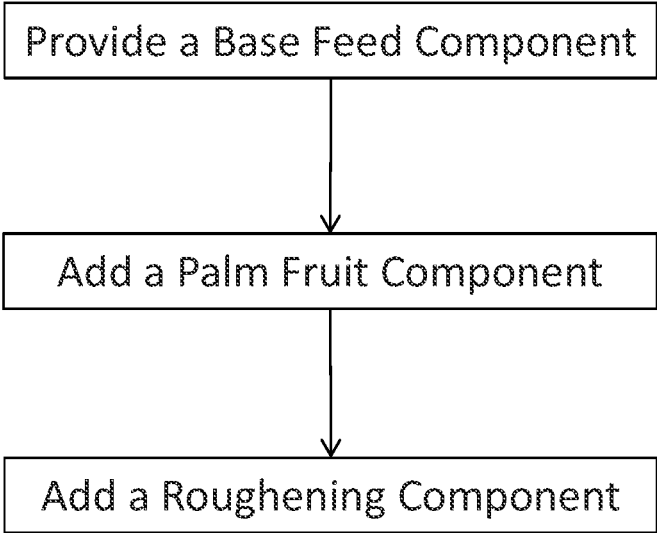 Provide a Base Feed Component
Add a Palm Fruit Component
Add a Roughening Component